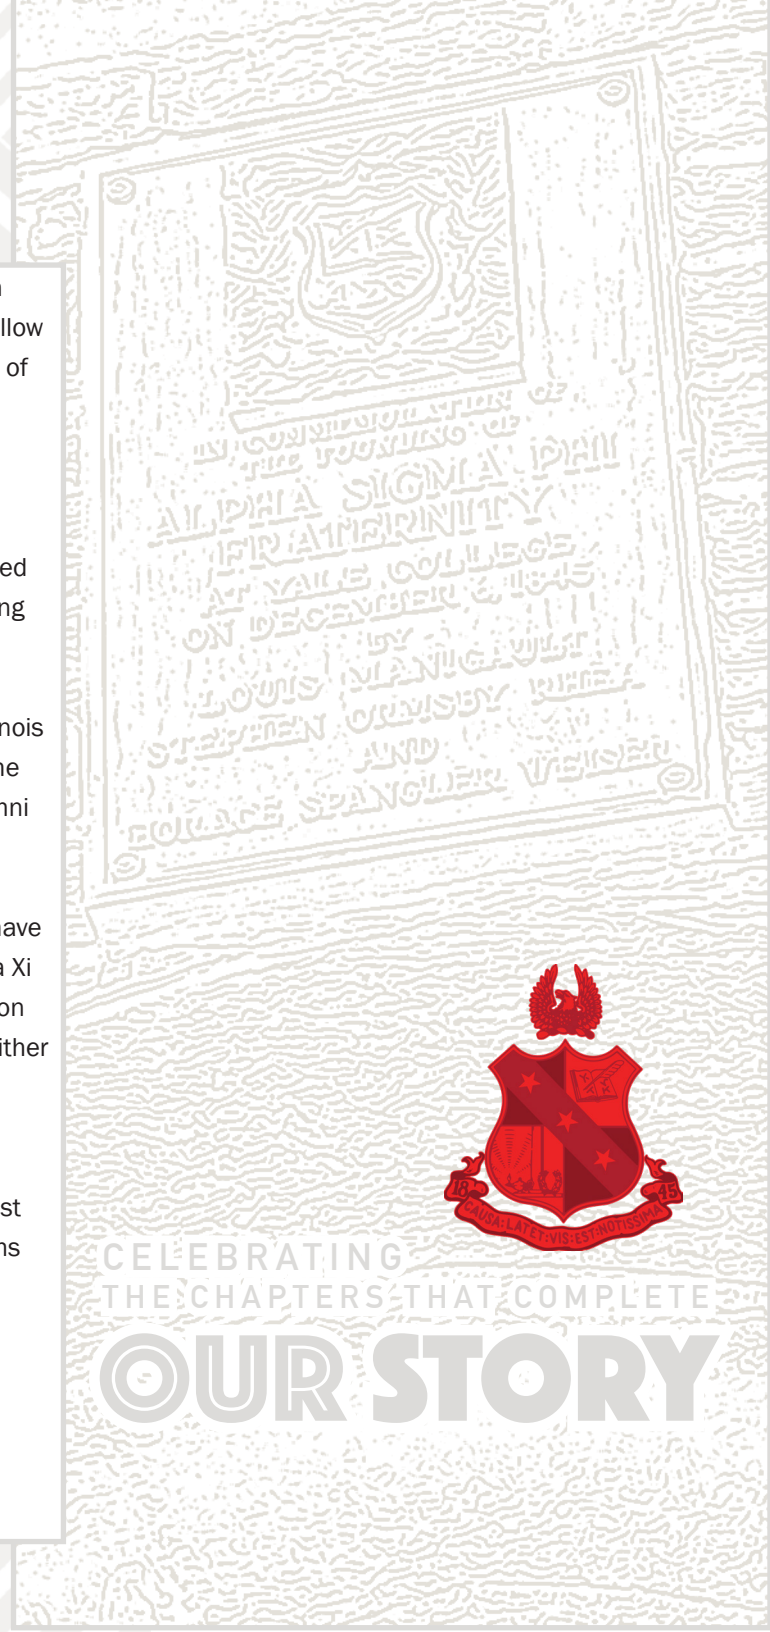 llow
of
ed
ng
nois
ne
nni
have
a Xi
on
ither
st
ns
IN COMMEMORATION OF
THE FOUNDING OF
ALPHA SIGMA PHI
FRATERNITY
AT YALE COLLEGE
ON DECEMBER 6, 1845
BY
LOUIS MANIGAULT
STEPHEN ORMSBY RHEA
AND
HORACE SPANGLER WEISER
18 45
CAUSA:LATET:VIS:EST:NOTISSIMA
CELEBRATING
THE CHAPTERS THAT COMPLETE
OUR STORY